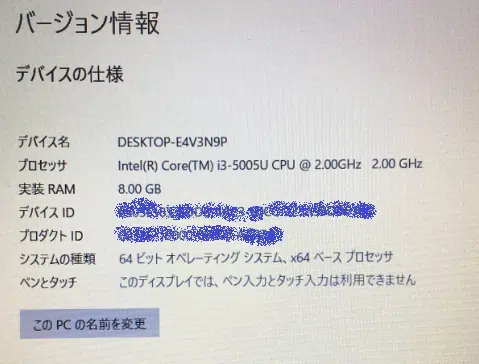 バージョン情報
デバイスの仕様
デバイス名 DESKTOP-E4V3N9P
プロセッサ Intel(R) Core(TM) i3-5005U CPU @ 2.00GHz 2.00 GHz
実装 RAM 8.00 GB
デバイス ID
プロダクト ID
システムの種類 64 ビット オペレーティング システム、x64 ベース プロセッサ
ペンとタッチ このディスプレイでは、ペン入力とタッチ入力は利用できません
この PC の名前を変更